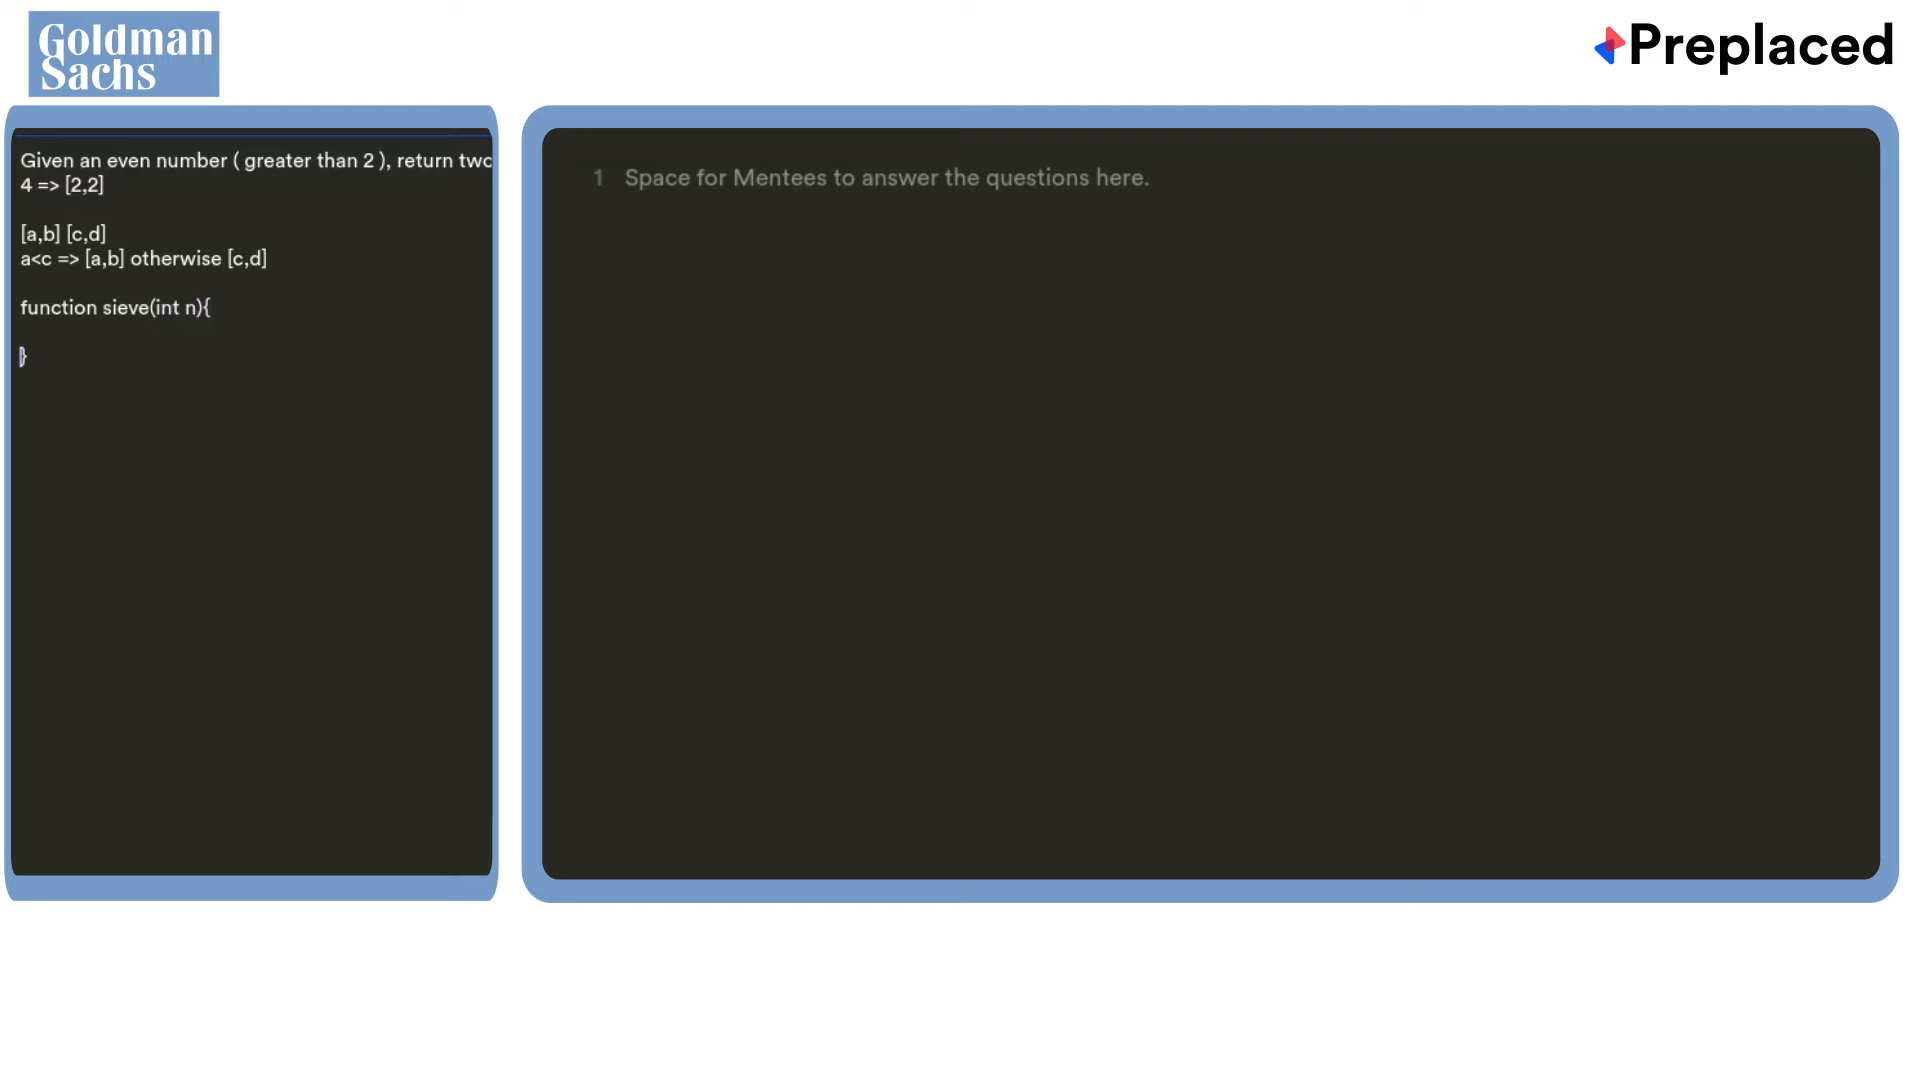 Goldman
Sachs
Preplaced
Given an even number ( greater than 2 ), return two
4 => [2,2]
[a,b] [c,d]
a<c => [a,b] otherwise [c,d]
function sieve(int n){
}
1 Space for Mentees to answer the questions here.